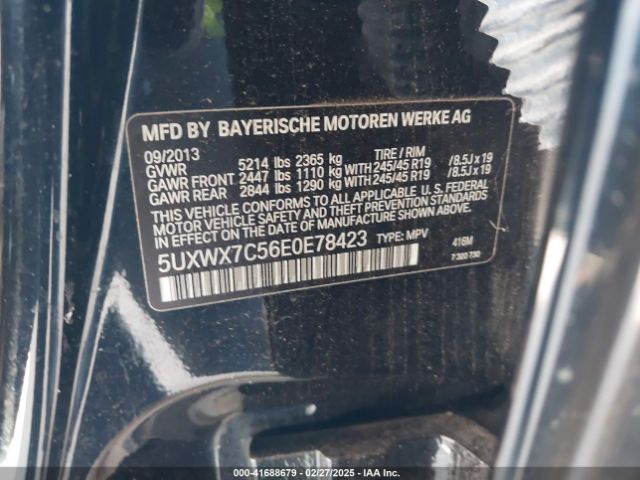 MFD BY BAYERISCHE MOTOREN WERKE AG
09/2013 TIRE / RIM
GVWR 5214 lbs 2365 kg
GAWR FRONT 2447 lbs 1110 kg WITH 245/45 R19 / 8.5J x 19
GAWR REAR 2844 lbs 1290 kg WITH 245/45 R19 / 8.5J x 19
THIS VEHICLE CONFORMS TO ALL APPLICABLE U.S. FEDERAL
MOTOR VEHICLE SAFETY AND THEFT PREVENTION STANDARDS
IN EFFECT ON THE DATE OF MANUFACTURE SHOWN ABOVE.
5UXWX7C56E0E78423 TYPE: MPV 416M
7 320 730
000-41688679 - 02/27/2025 - IAA Inc.